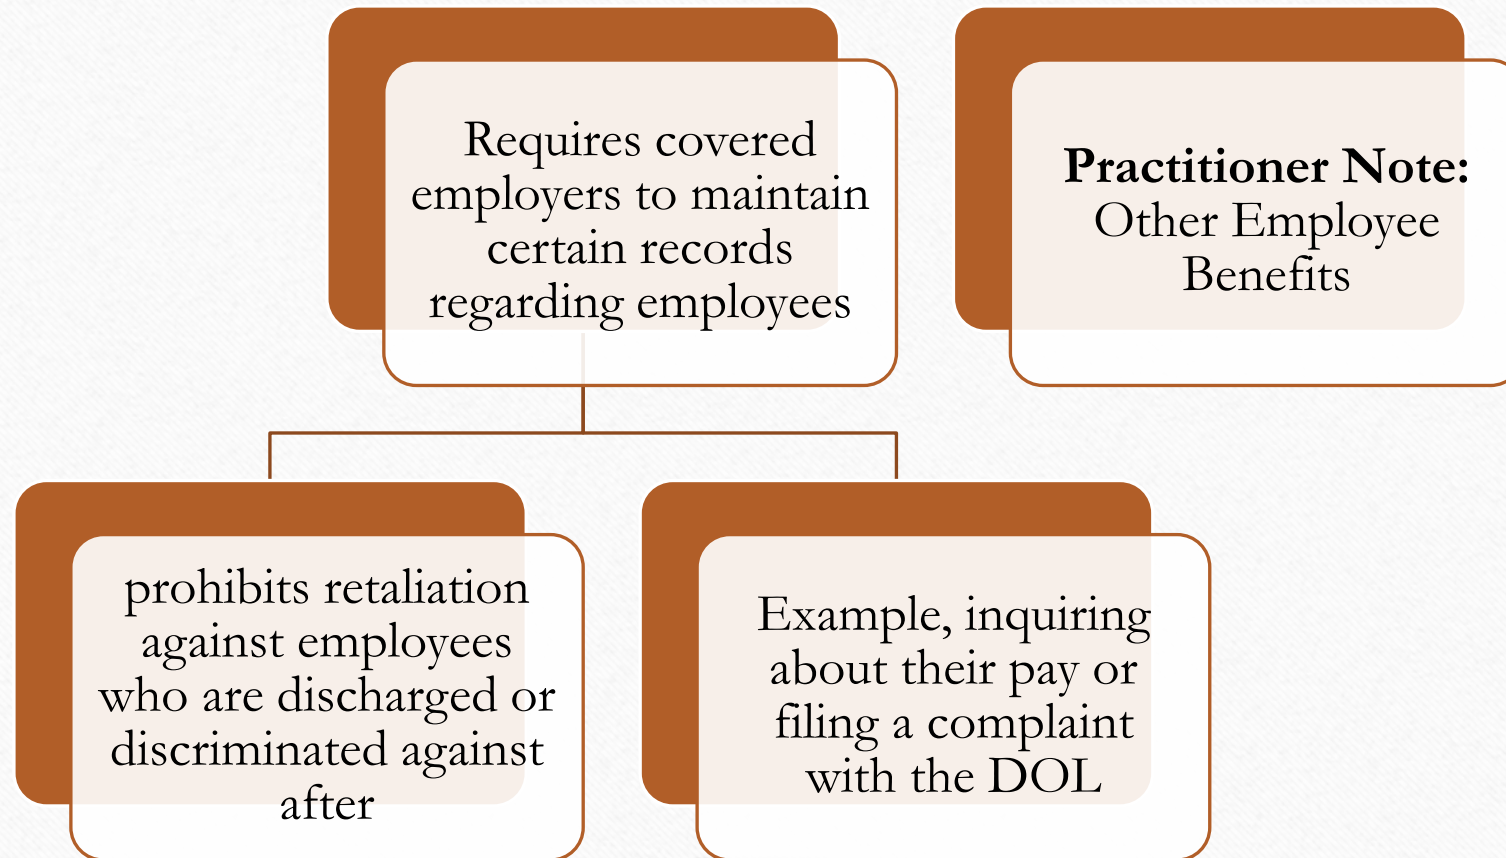 Requires covered
employers to maintain
certain records
regarding employees
Practitioner Note:
Other Employee
Benefits
prohibits retaliation
against employees
who are discharged or
discriminated against
after
Example, inquiring
about their pay or
filing a complaint
with the DOL